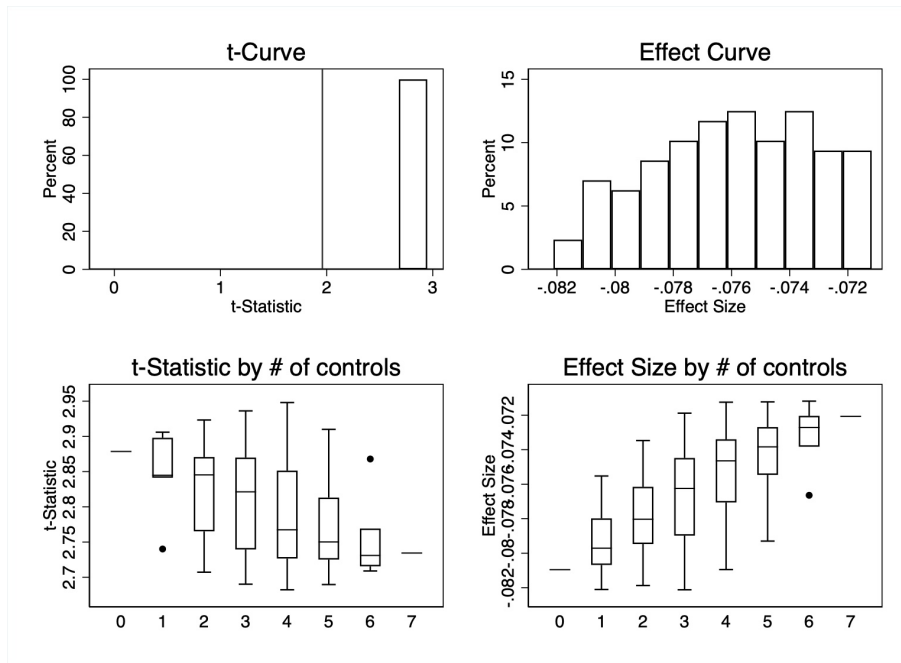 t-Curve
Percent
0
20
40
60
80
100
0 1 2 3
t-Statistic
Effect Curve
Percent
0
5
10
15
-.082 -.08 -.078 -.076 -.074 -.072
Effect Size
t-Statistic by # of controls
t-Statistic
2.7
2.75
2.8
2.85
2.9
2.95
0 1 2 3 4 5 6 7
Effect Size by # of controls
Effect Size
-.082-.08-.078-.076-.074-.072
0 1 2 3 4 5 6 7